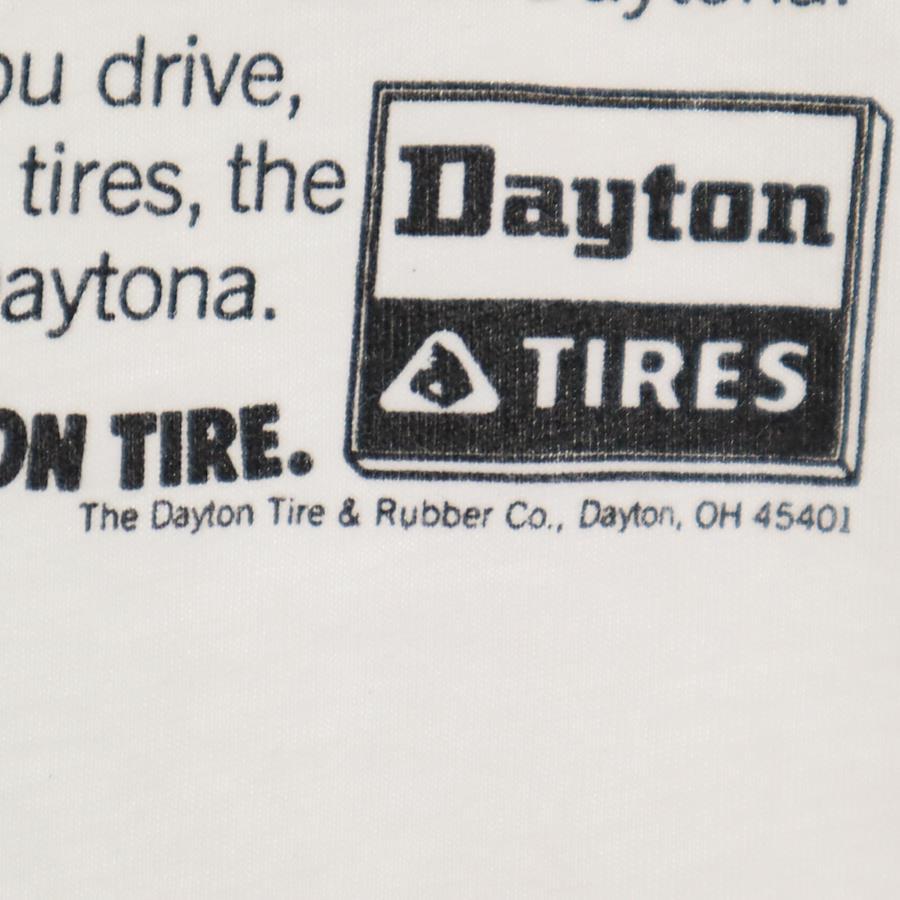 ou drive,
tires, the
aytona.
Dayton
TIRES
ON TIRE.
The Dayton Tire & Rubber Co., Dayton, OH 45401